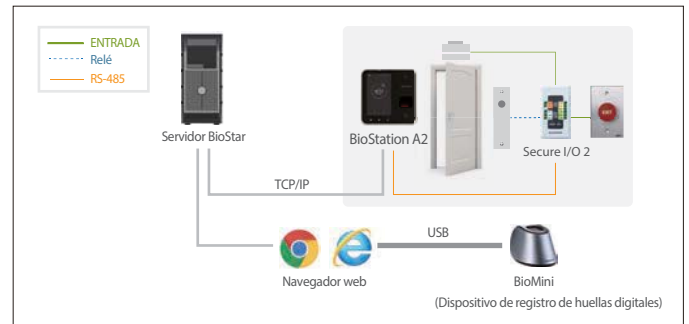 ENTRADA
Relé
RS-485
Servidor BioStar
BioStation A2
EXIT
Secure I/O 2
TCP/IP
USB
Navegador web
BioMini
(Dispositivo de registro de huellas digitales)